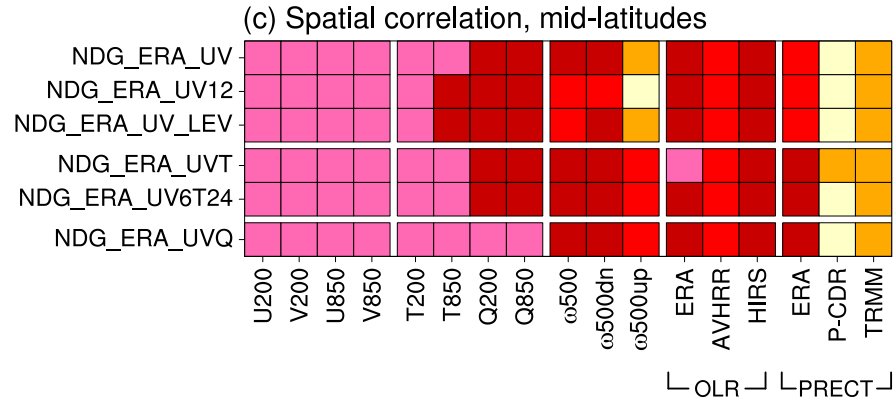 (c) Spatial correlation, mid-latitudes
NDG_ERA_UV
NDG_ERA_UV12
NDG_ERA_UV_LEV
NDG_ERA_UVT
NDG_ERA_UV6T24
NDG_ERA_UVQ
U200
V200
U850
V850
T200
T850
Q200
Q850
ω500
ω500dn
ω500up
ERA
AVHRR
HIRS
ERA
P-CDR
TRMM
OLR
PRECT